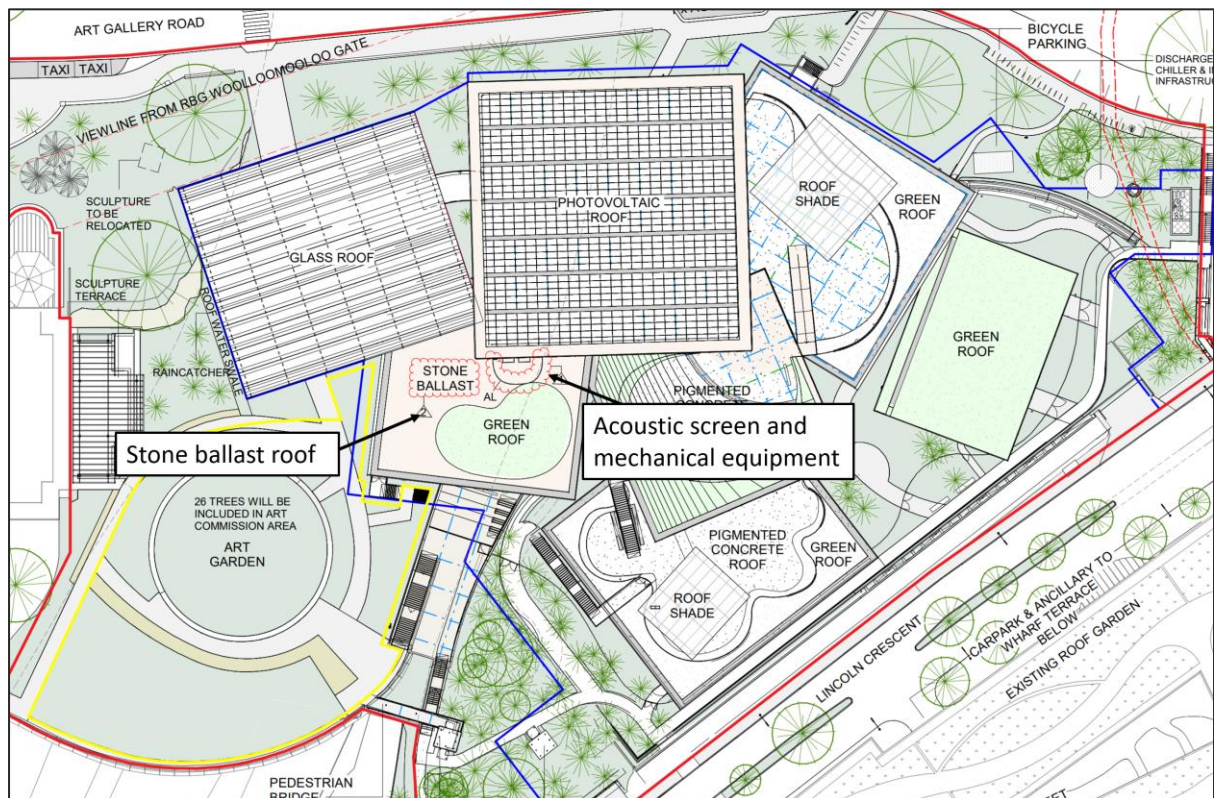 ART GALLERY ROAD
TAXI TAXI
VIEWLINE FROM RBG WOOLLOOMOOLOO GATE
BICYCLE
PARKING
DISCHARGE
CHILLER &
INFRASTRUC
SCULPTURE
TO BE
RELOCATED
SCULPTURE
TERRACE
GLASS ROOF
PHOTOVOLTAIC
ROOF
ROOF
SHADE
GREEN
ROOF
GREEN
ROOF
ROOF WATER SWALE
RAINCATCHER
STONE
BALLAST
AL
GREEN
ROOF
PIGMENTED
Stone ballast roof
Acoustic screen and
mechanical equipment
26 TREES WILL BE
INCLUDED IN ART
COMMISSION AREA
ART
GARDEN
PIGMENTED
CONCRETE
ROOF
GREEN
ROOF
ROOF
SHADE
LINCOLN CRESCENT
CARPARK & ANCILLARY TO
WHARF TERRACE
BELOW
EXISTING ROOF GARDEN
PEDESTRIAN
BRIDGE